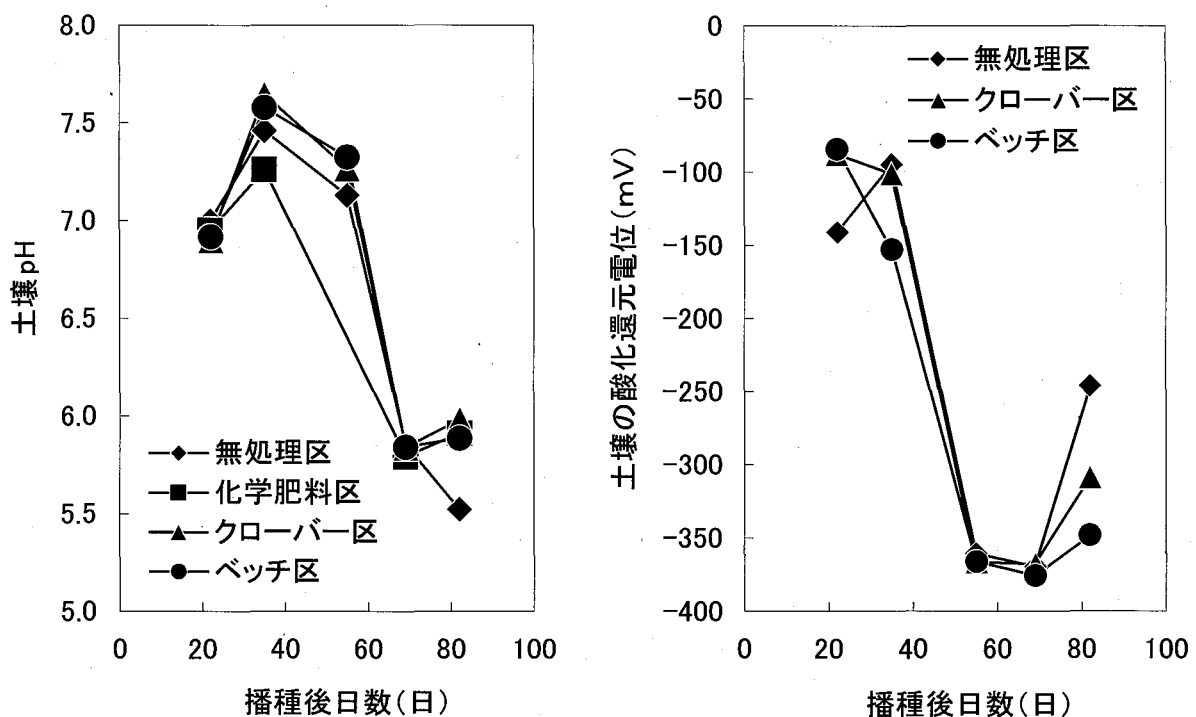 8.0
7.5
7.0
6.5
6.0
5.5
5.0
土壌pH
無処理区
化学肥料区
クローバー区
ベッチ区
0 20 40 60 80 100
播種後日数(日)
0
-50
-100
-150
-200
-250
-300
-350
-400
土壌の酸化還元電位(mV)
無処理区
クローバー区
ベッチ区
0 20 40 60 80 100
播種後日数(日)